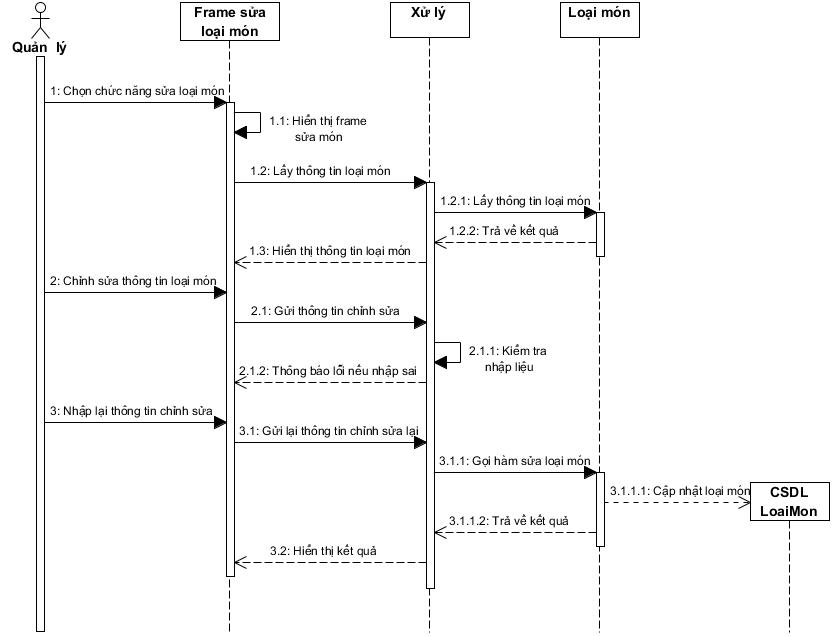 Quản lý
Frame sửa
loại món
Xử lý
Loại món
1: Chọn chức năng sửa loại món
1.1: Hiển thị frame
sửa món
1.2: Lấy thông tin loại món
1.2.1: Lấy thông tin loại món
1.2.2: Trả về kết quả
1.3: Hiển thị thông tin loại món
2: Chỉnh sửa thông tin loại món
2.1: Gửi thông tin chỉnh sửa
2.1.1: Kiểm tra
nhập liệu
2.1.2: Thông báo lỗi nếu nhập sai
3: Nhập lại thông tin chỉnh sửa
3.1: Gửi lại thông tin chỉnh sửa lại
3.1.1: Gọi hàm sửa loại món
3.1.1.1: Cập nhật loại món
CSDL
LoaiMon
3.1.1.2: Trả về kết quả
3.2: Hiển thị kết quả